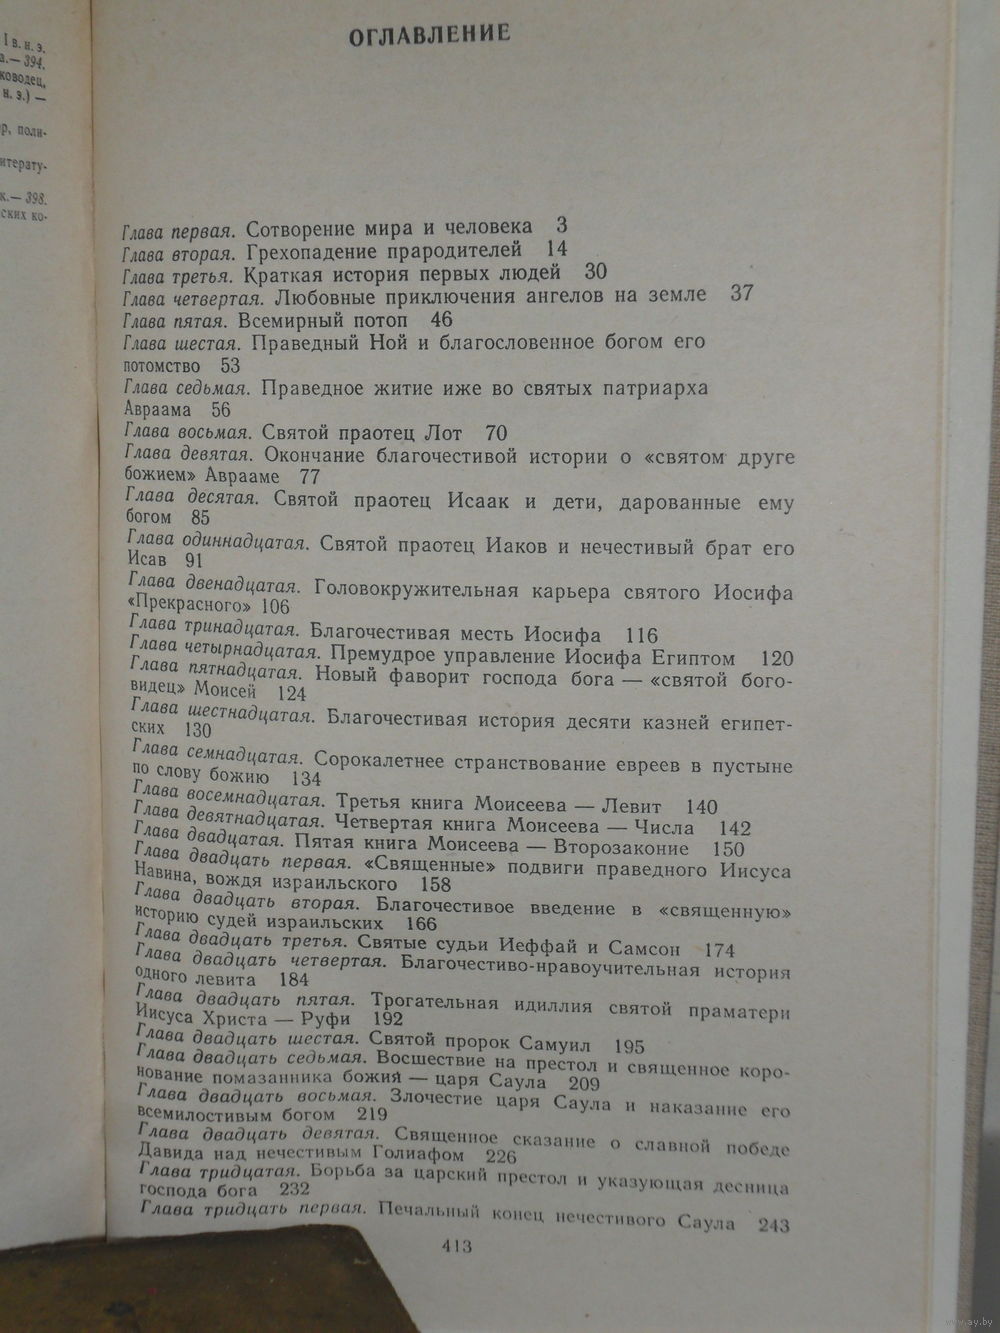 I в. н. э.
а.— 394.
ководец,
н. э.) —
р, поли-
итерату-
к.— 398.
ских ко-
ОГЛАВЛЕНИЕ
Глава первая. Сотворение мира и человека 3
Глава вторая. Грехопадение прародителей 14
Глава третья. Краткая история первых людей 30
Глава четвертая. Любовные приключения ангелов на земле 37
Глава пятая. Всемирный потоп 46
Глава шестая. Праведный Ной и благословенное богом его
потомство 53
Глава седьмая. Праведное житие иже во святых патриарха
Авраама 56
Глава восьмая. Святой праотец Лот 70
Глава девятая. Окончание благочестивой истории о «святом друге
божием» Аврааме 77
Глава десятая. Святой праотец Исаак и дети, дарованные ему
богом 85
Глава одиннадцатая. Святой праотец Иаков и нечестивый брат его
Исав 91
Глава двенадцатая. Головокружительная карьера святого Иосифа
«Прекрасного» 106
Глава тринадцатая. Благочестивая месть Иосифа 116
Глава четырнадцатая. Премудрое управление Иосифа Египтом 120
Глава пятнадцатая. Новый фаворит господа бога — «святой бого-
видец» Моисей 124
Глава шестнадцатая. Благочестивая история десяти казней египет-
ских 130
Глава семнадцатая. Сорокалетнее странствование евреев в пустыне
по слову божию 134
Глава восемнадцатая. Третья книга Моисеева — Левит 140
Глава девятнадцатая. Четвертая книга Моисеева — Числа 142
Глава двадцатая. Пятая книга Моисеева — Второзаконие 150
Глава двадцать первая. «Священные» подвиги праведного Иисуса
Навина, вождя израильского 158
Глава двадцать вторая. Благочестивое введение в «священную»
историю судей израильских 166
Глава двадцать третья. Святые судьи Иеффай и Самсон 174
Глава двадцать четвертая. Благочестиво-нравоучительная история
одного левита 184
Глава двадцать пятая. Трогательная идиллия святой праматери
Иисуса Христа — Руфи 192
Глава двадцать шестая. Святой пророк Самуил 195
Глава двадцать седьмая. Восшествие на престол и священное коро-
нование помазанника божия — царя Саула 209
Глава двадцать восьмая. Злочестие царя Саула и наказание его
всемилостивым богом 219
Глава двадцать девятая. Священное сказание о славной победе
Давида над нечестивым Голиафом 226
Глава тридцатая. Борьба за царский престол и указующая десница
господа бога 232
Глава тридцать первая. Печальный конец нечестивого Саула 243
413
www.ay.by